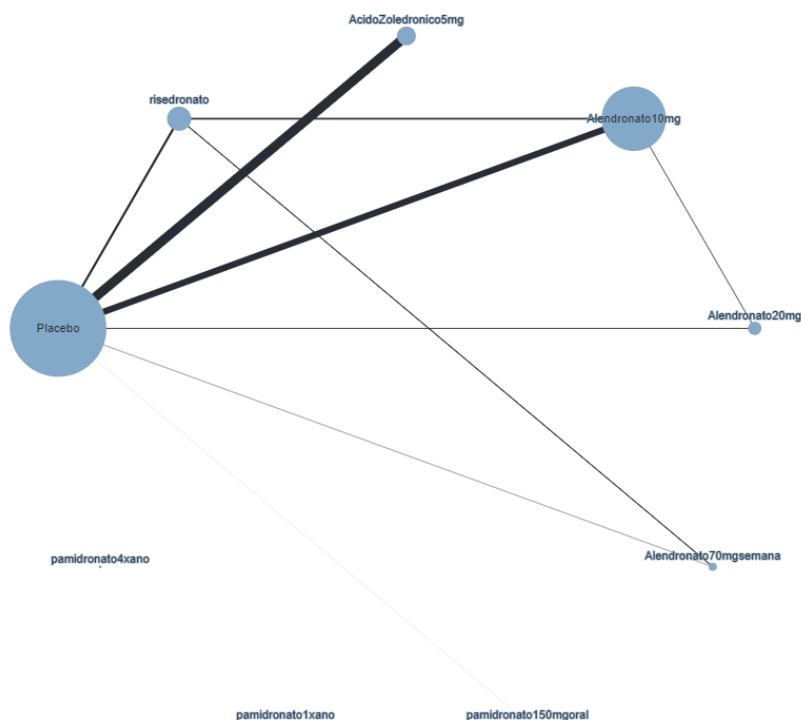 AcidoZoledronico5mg
risedronato
Alendronato10mg
Alendronato20mg
Placebo
pamidronato4xano
Alendronato70mgsemana
pamidronato1xano
pamidronato150mgoral